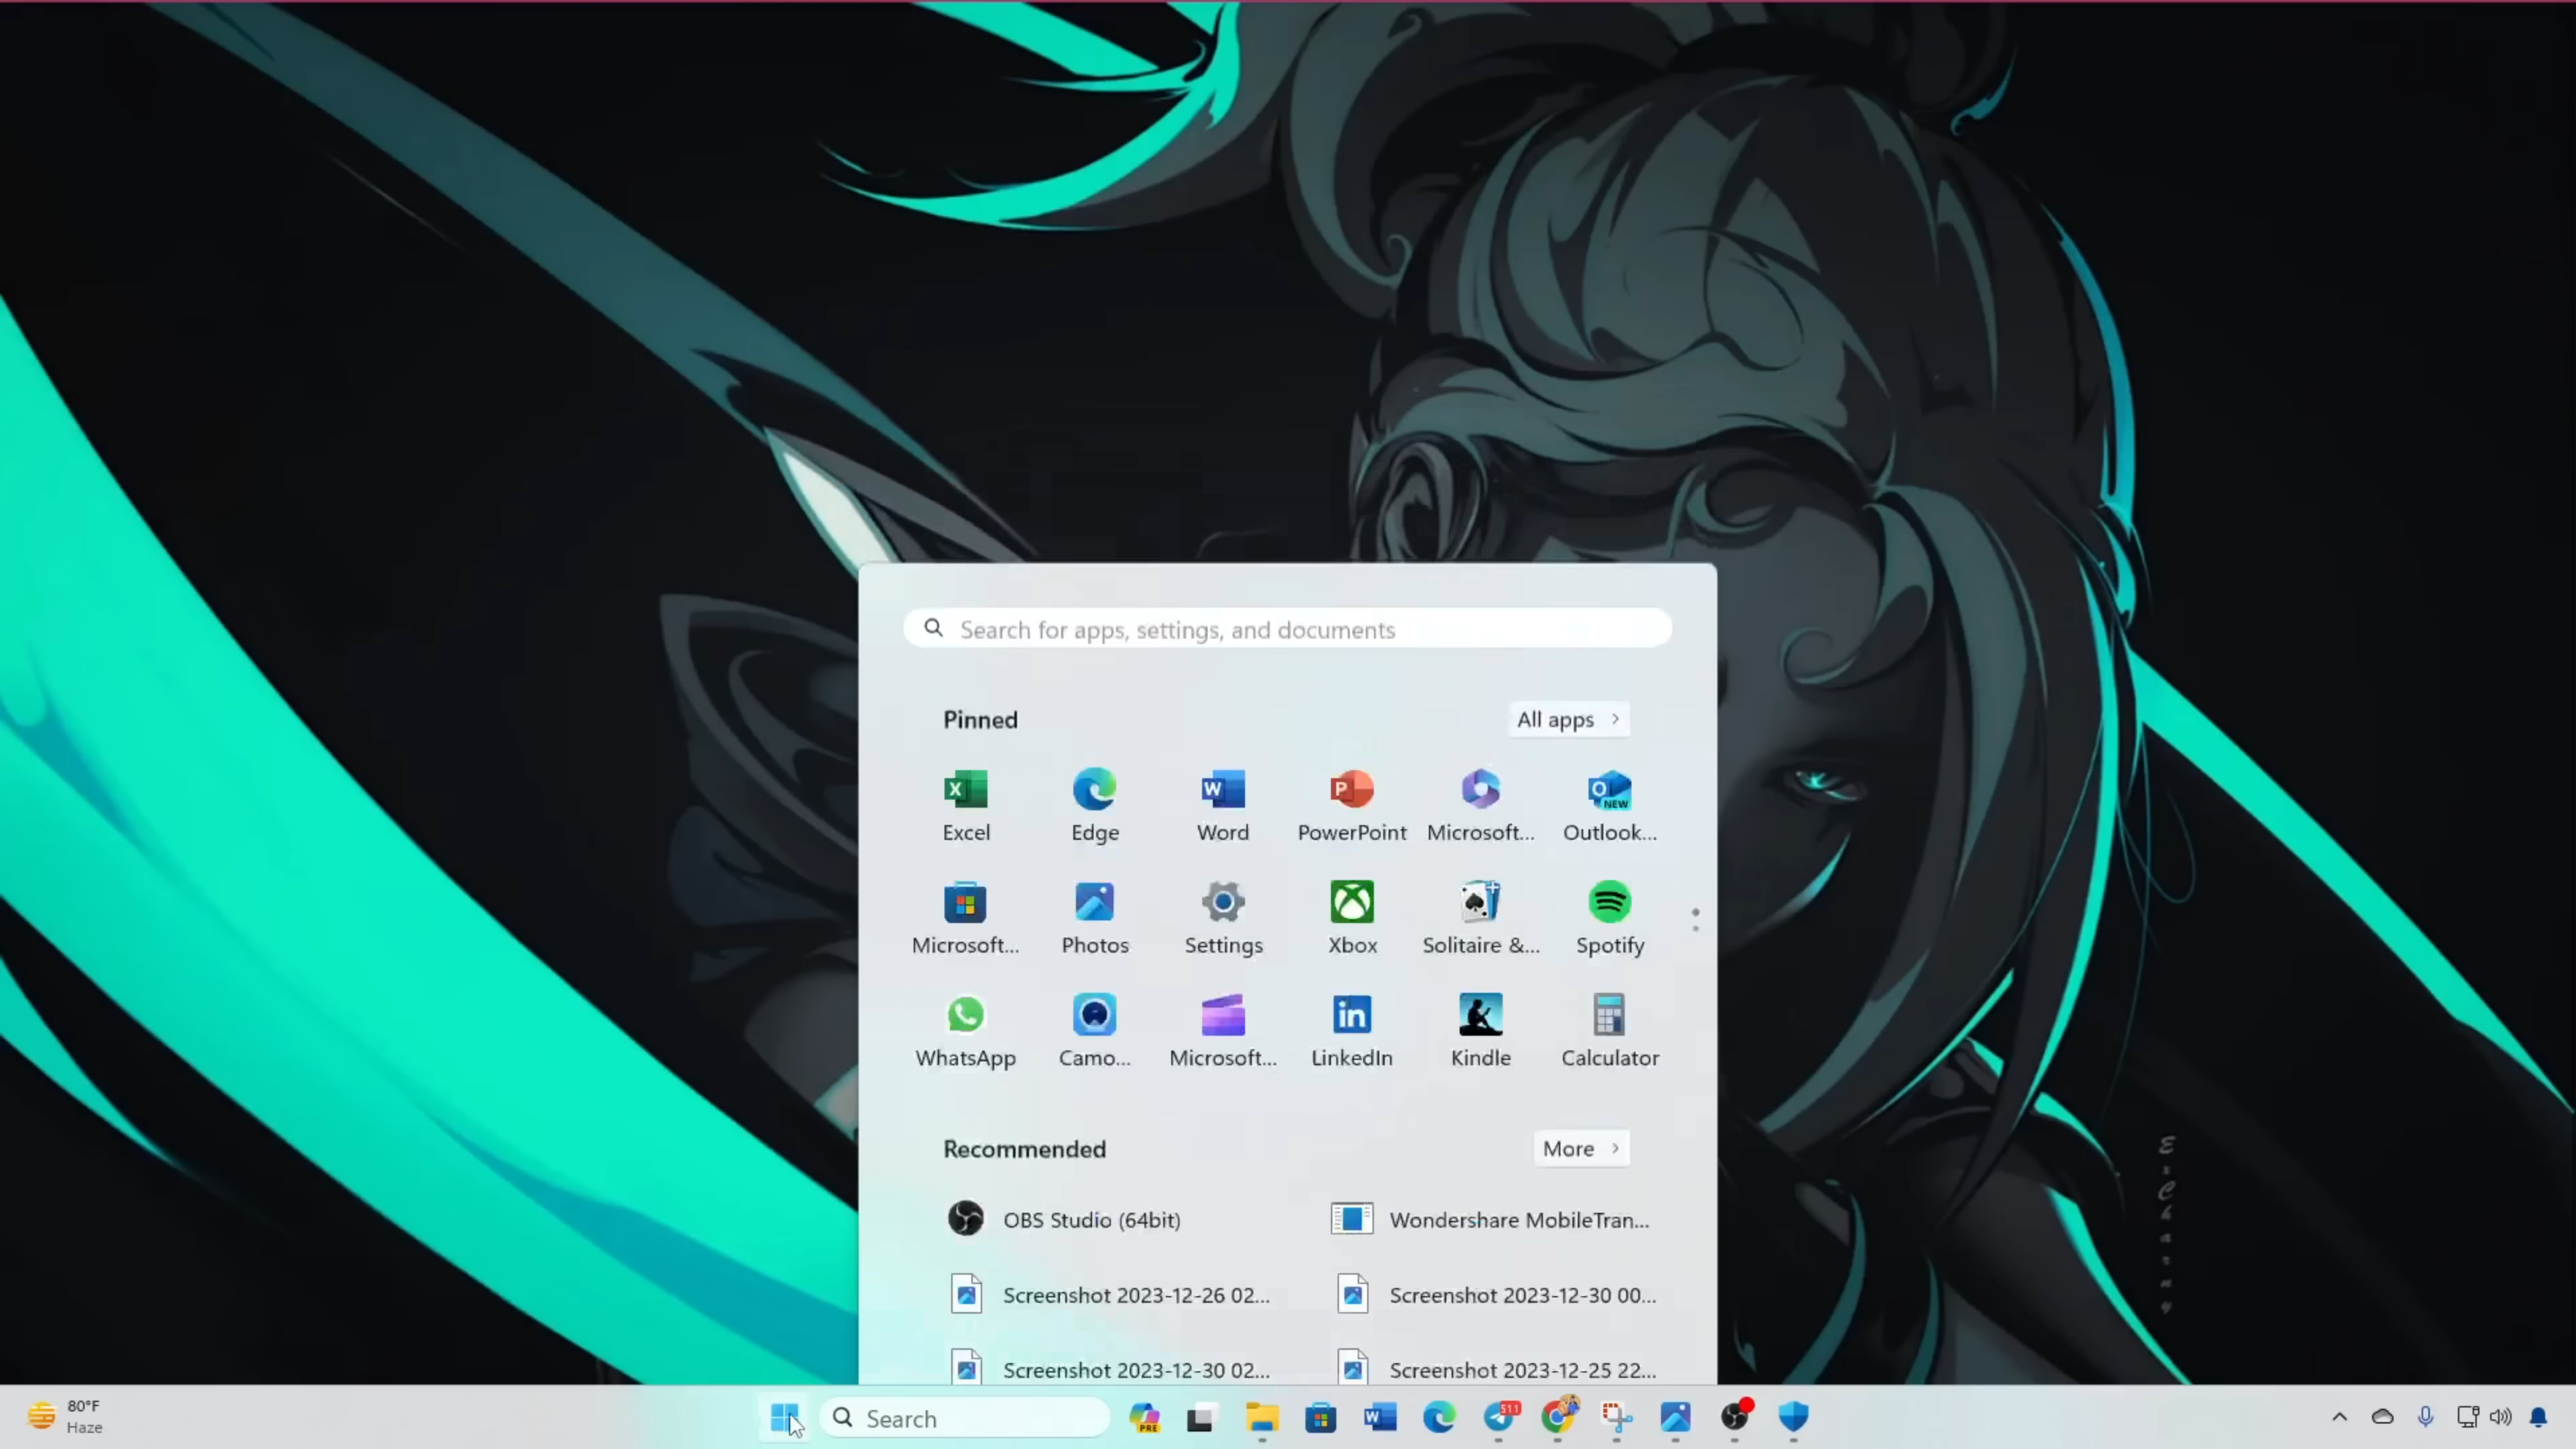 Search for apps, settings, and documents
Pinned
All apps
Excel
Edge
Word
PowerPoint
Microsoft...
Outlook...
Microsoft...
Photos
Settings
Xbox
Solitaire &...
Spotify
WhatsApp
Camo...
Microsoft...
LinkedIn
Kindle
Calculator
Recommended
More
OBS Studio (64bit)
Wondershare MobileTran...
Screenshot 2023-12-26 02...
Screenshot 2023-12-30 00...
Screenshot 2023-12-30 02...
Screenshot 2023-12-25 22...
80°F
Haze
Search
PRE
511
NEW